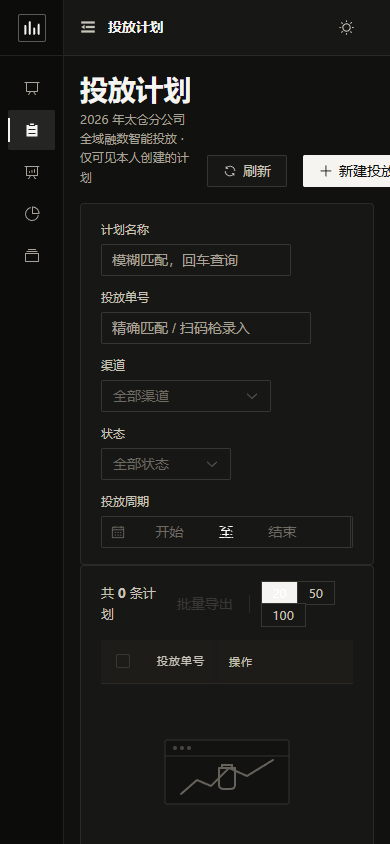 投放计划
投放计划
2026 年太仓分公司
全域融数智能投放 ·
仅可见本人创建的计
划
刷新
新建投放
计划名称
模糊匹配，回车查询
投放单号
精确匹配 / 扫码枪录入
渠道
全部渠道
状态
全部状态
投放周期
开始 至 结束
共 0 条计
划
批量导出
20 50
100
投放单号 操作